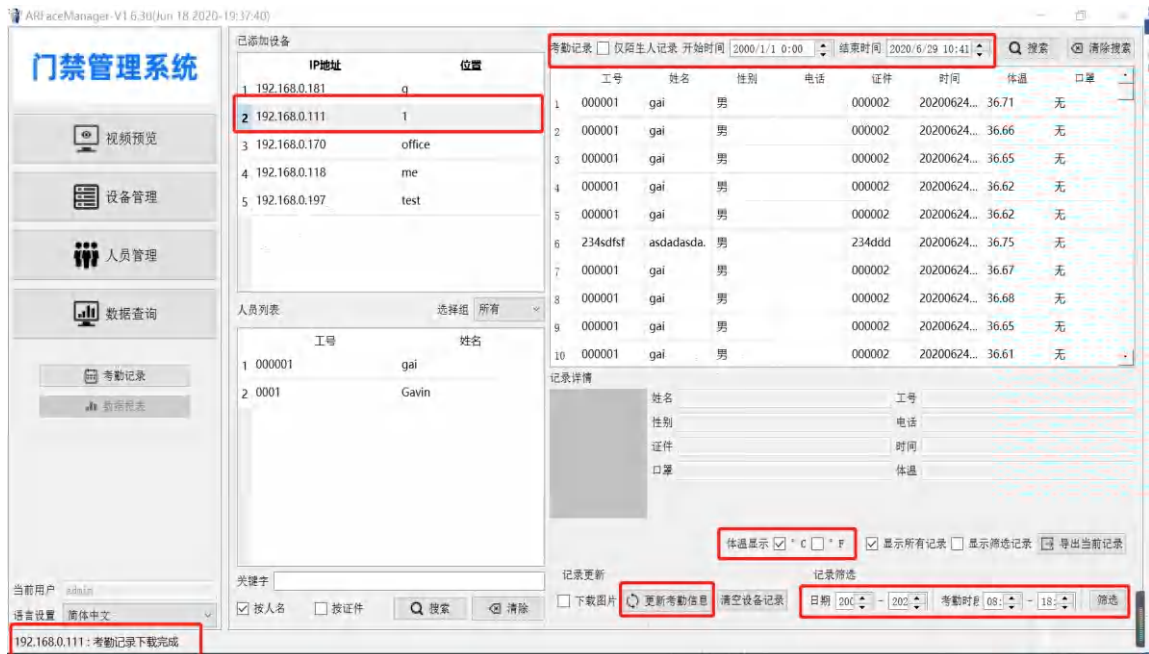 ARFaceManager-V1.6.30(Jun 18 2020-19:37:40)
门禁管理系统
视频预览
设备管理
人员管理
数据查询
考勤记录
数据报表
当前用户 admin
语言设置 简体中文
192.168.0.111 : 考勤记录下载完成
已添加设备
IP地址 位置
1 192.168.0.181 q
2 192.168.0.111 1
3 192.168.0.170 office
4 192.168.0.118 me
5 192.168.0.197 test
人员列表 选择组 所有
工号 姓名
1 000001 gai
2 0001 Gavin
关键字
按人名 按证件 搜索 清除
考勤记录 仅陌生人记录 开始时间 2000/1/1 0:00 结束时间 2020/6/29 10:41 搜索 清除搜索
工号 姓名 性别 电话 证件 时间 体温 口罩
1 000001 gai 男 000002 20200624... 36.71 无
2 000001 gai 男 000002 20200624... 36.66 无
3 000001 gai 男 000002 20200624... 36.65 无
4 000001 gai 男 000002 20200624... 36.62 无
5 000001 gai 男 000002 20200624... 36.62 无
6 234sdfsf asdadasda. 男 234ddd 20200624... 36.75 无
7 000001 gai 男 000002 20200624... 36.67 无
8 000001 gai 男 000002 20200624... 36.68 无
9 000001 gai 男 000002 20200624... 36.65 无
10 000001 gai 男 000002 20200624... 36.61 无
记录详情
姓名 工号
性别 电话
证件 时间
口罩 体温
体温显示 ° C ° F 显示所有记录 显示筛选记录 导出当前记录
记录更新 记录筛选
下载图片 更新考勤信息 清空设备记录 日期 200 - 202 考勤时 08: - 18: 筛选